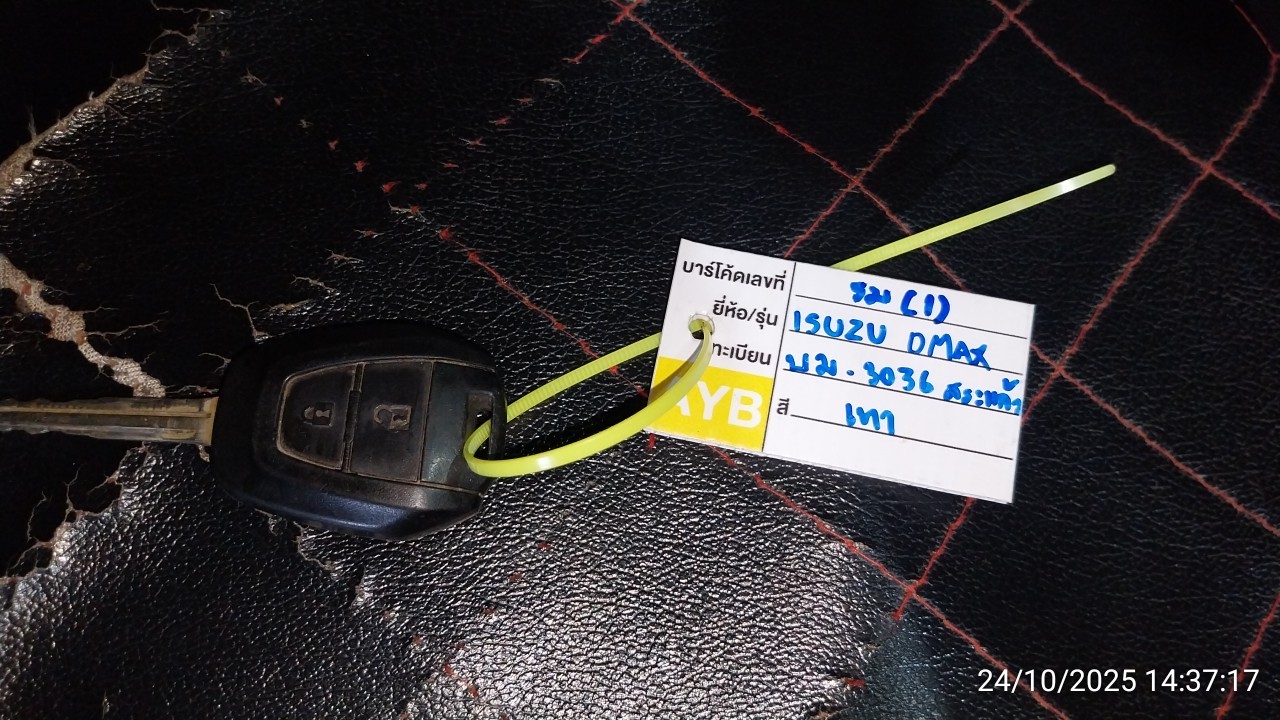 บาร์โค้ดเลขที่ รม (1)
ยี่ห้อ/รุ่น ISUZU DMAX
ทะเบียน บม. 3036 สระแก้ว
สี เทา
AYB
24/10/2025 14:37:17